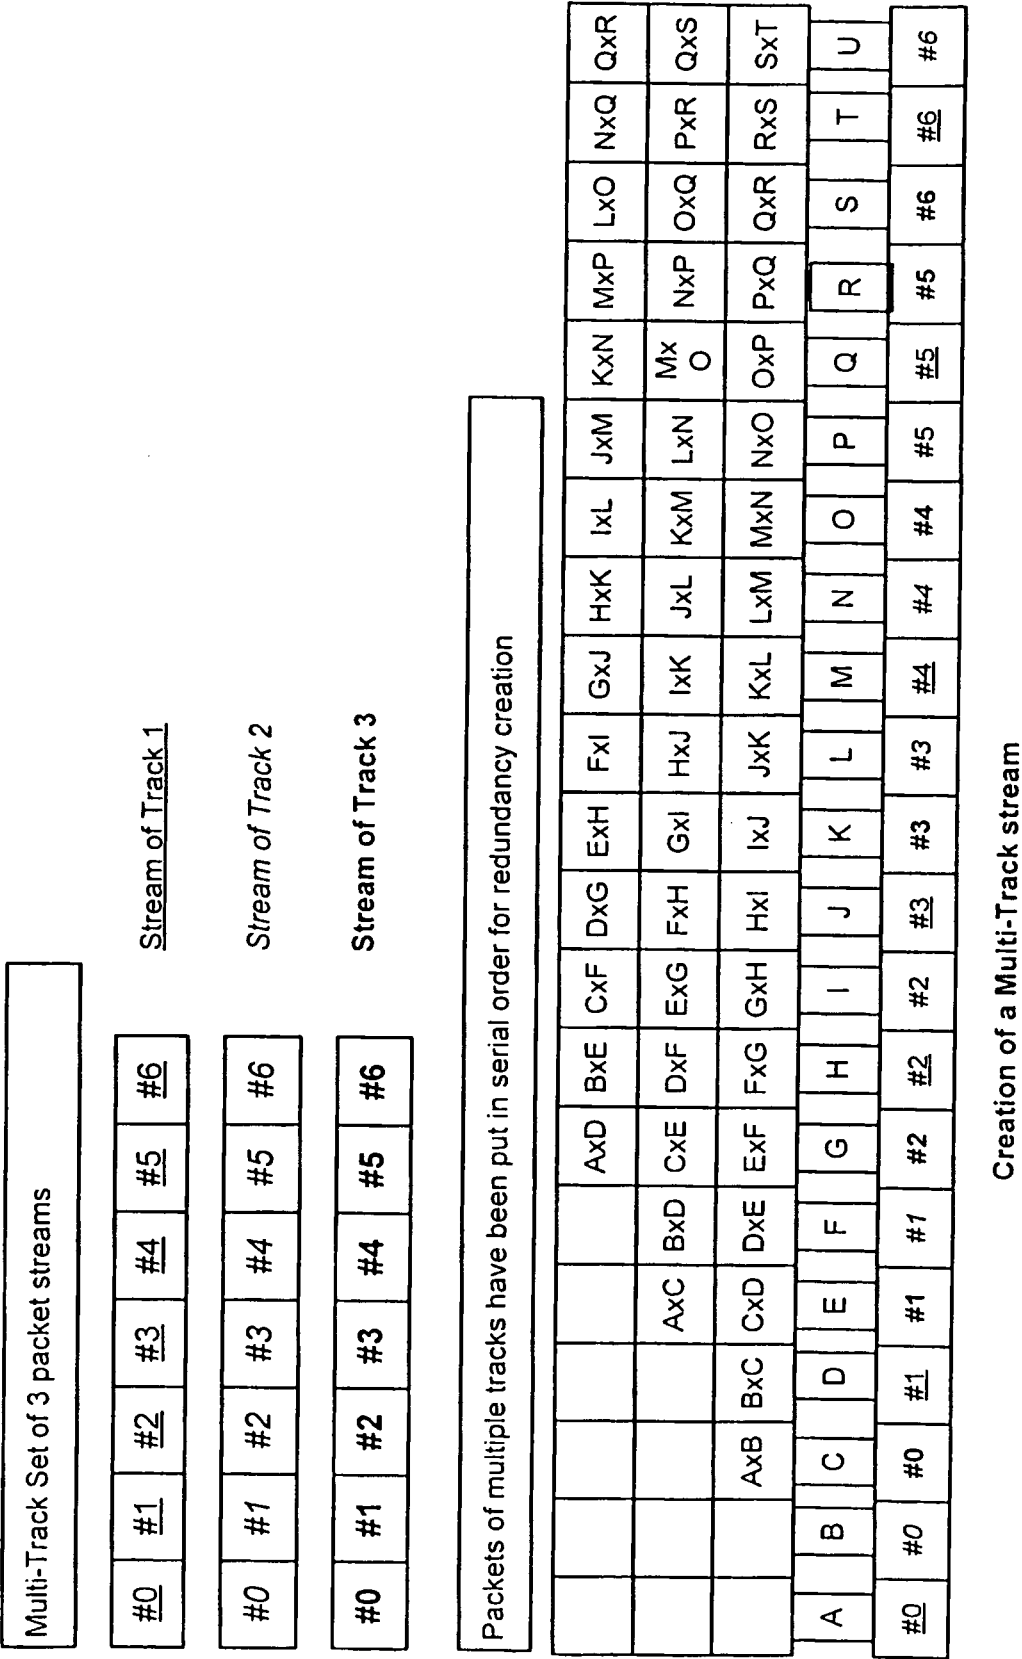 Multi-Track Set of 3 packet streams
#0 #1 #2 #3 #4 #5 #6 Stream of Track 1
#0 #1 #2 #3 #4 #5 #6 Stream of Track 2
#0 #1 #2 #3 #4 #5 #6 Stream of Track 3
Packets of multiple tracks have been put in serial order for redundancy creation
AxD BxE CxF DxG ExH FxI GxJ HxK IxL JxM KxN MxP LxO NxQ QxR
AxC BxD CxE DxF ExG FxH GxI HxJ IxK JxL KxM LxN Mx O NxP OxQ PxR QxS
AxB BxC CxD DxE ExF FxG GxH HxI IxJ JxK KxL LxM MxN NxO OxP PxQ QxR RxS SxT
A B C D E F G H I J K L M N O P Q R S T U
#0 #0 #0 #1 #1 #1 #2 #2 #2 #3 #3 #3 #4 #4 #4 #5 #5 #5 #6 #6 #6
Creation of a Multi-Track stream